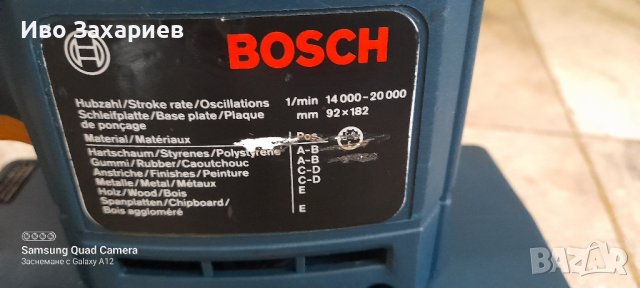 Иво Захариев
BOSCH
BOSCH
Hubzahl/Stroke rate/Oscillations 1/min 14 000-20 000
Schleifplatte/Base plate/Plaque mm 92×182
de ponçage
Material/Matériaux Pos
Hartschaum/Styrenes/Polystyrène A-B
Gummi/Rubber/Caoutchouc A-B
Anstriche/Finishes/Peinture C-D
Metalle/Metal/Métaux C-D
Holz/Wood/Bois E
Spanplatten/Chipboard/
Bois aggloméré E
Samsung Quad Camera
Заснемане с Galaxy A12
BAZAR